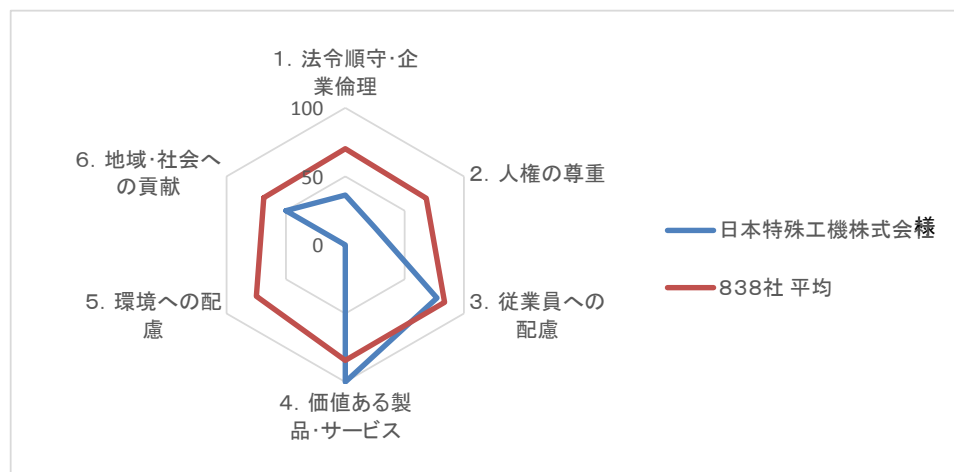 1. 法令順守・企
業倫理
100
6. 地域・社会へ
の貢献
50
2. 人権の尊重
日本特殊工機株式会様
0
838社 平均
5. 環境への配
慮
3. 従業員への
配慮
4. 価値ある製
品・サービス